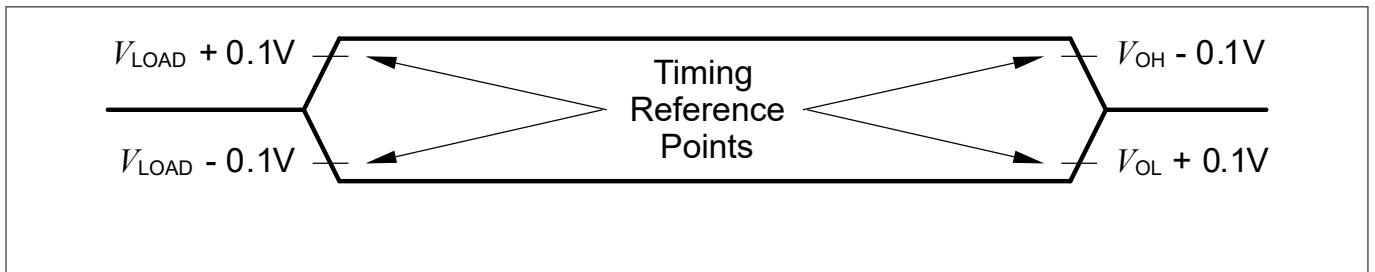 VLOAD + 0.1V
VLOAD - 0.1V
Timing
Reference
Points
VOH - 0.1V
VOL + 0.1V